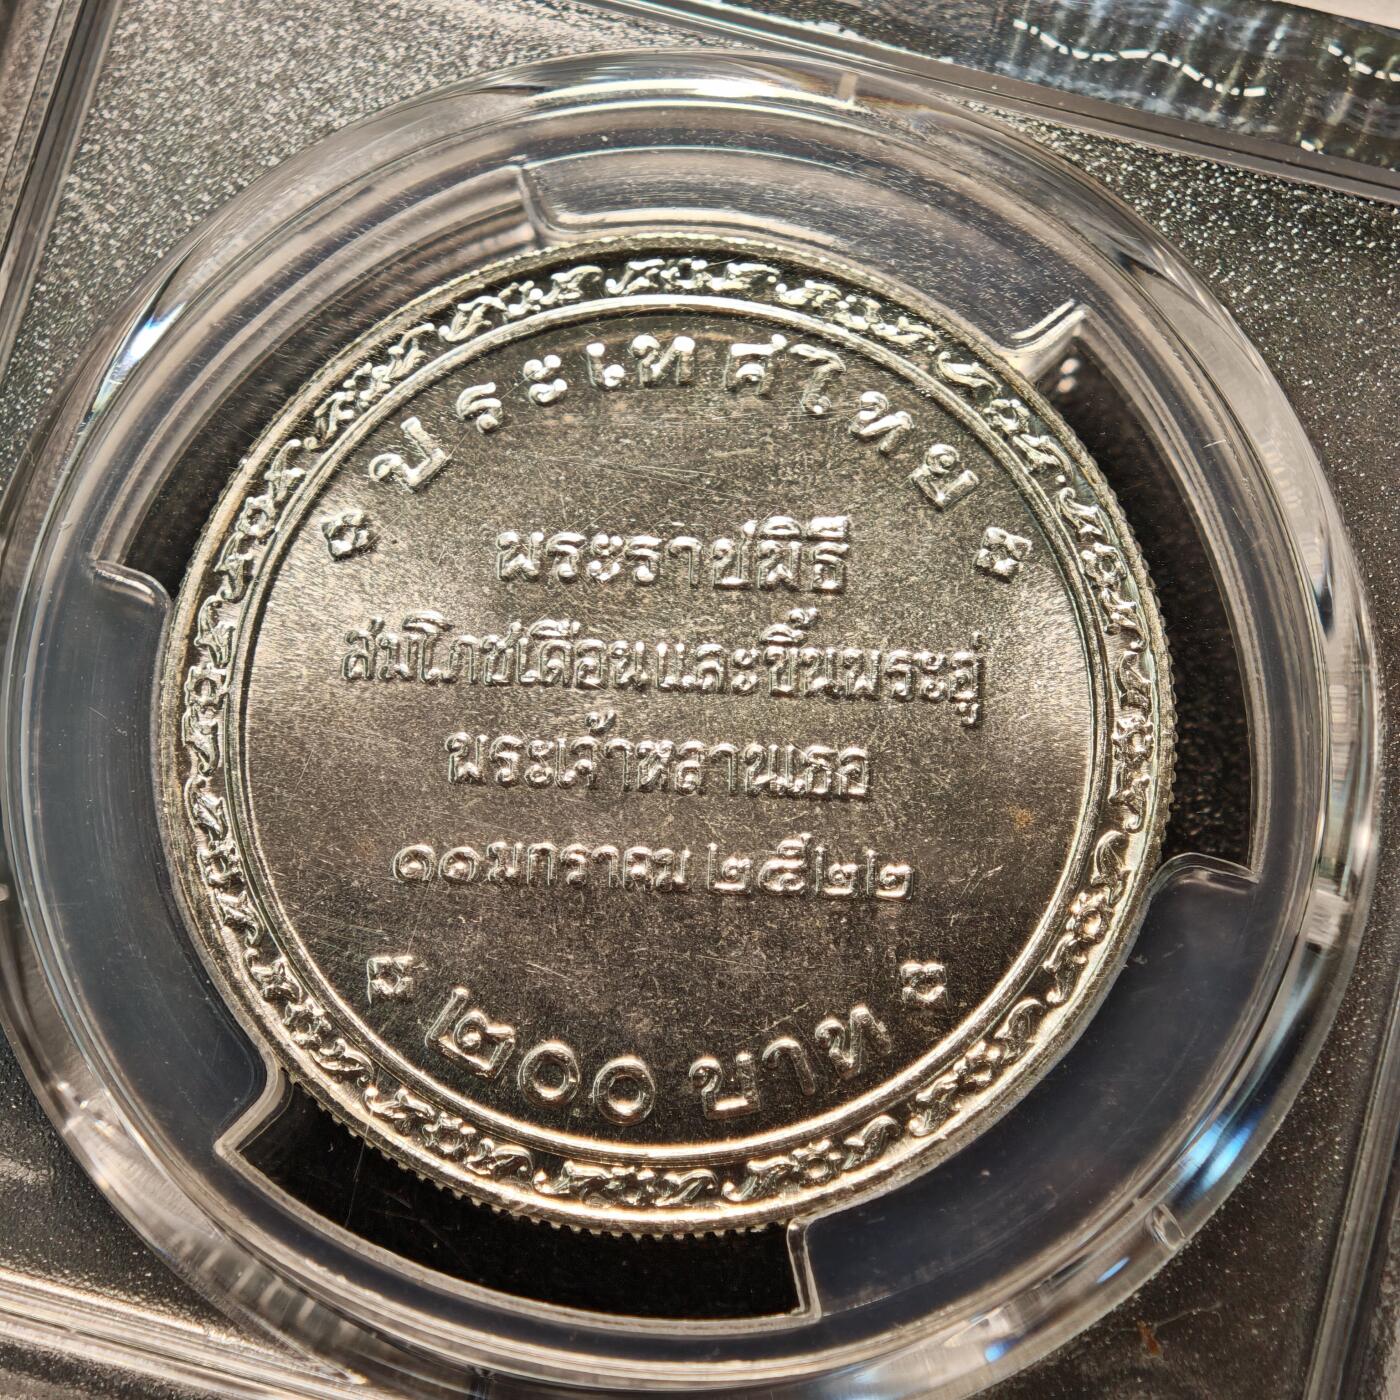 ประเทศไทย
พระราชพิธี
สมโภชเดือนและขึ้นพระอู่
พระเจ้าหลานเธอ
๑๑ มกราคม ๒๕๒๒
๒๐๐ บาท